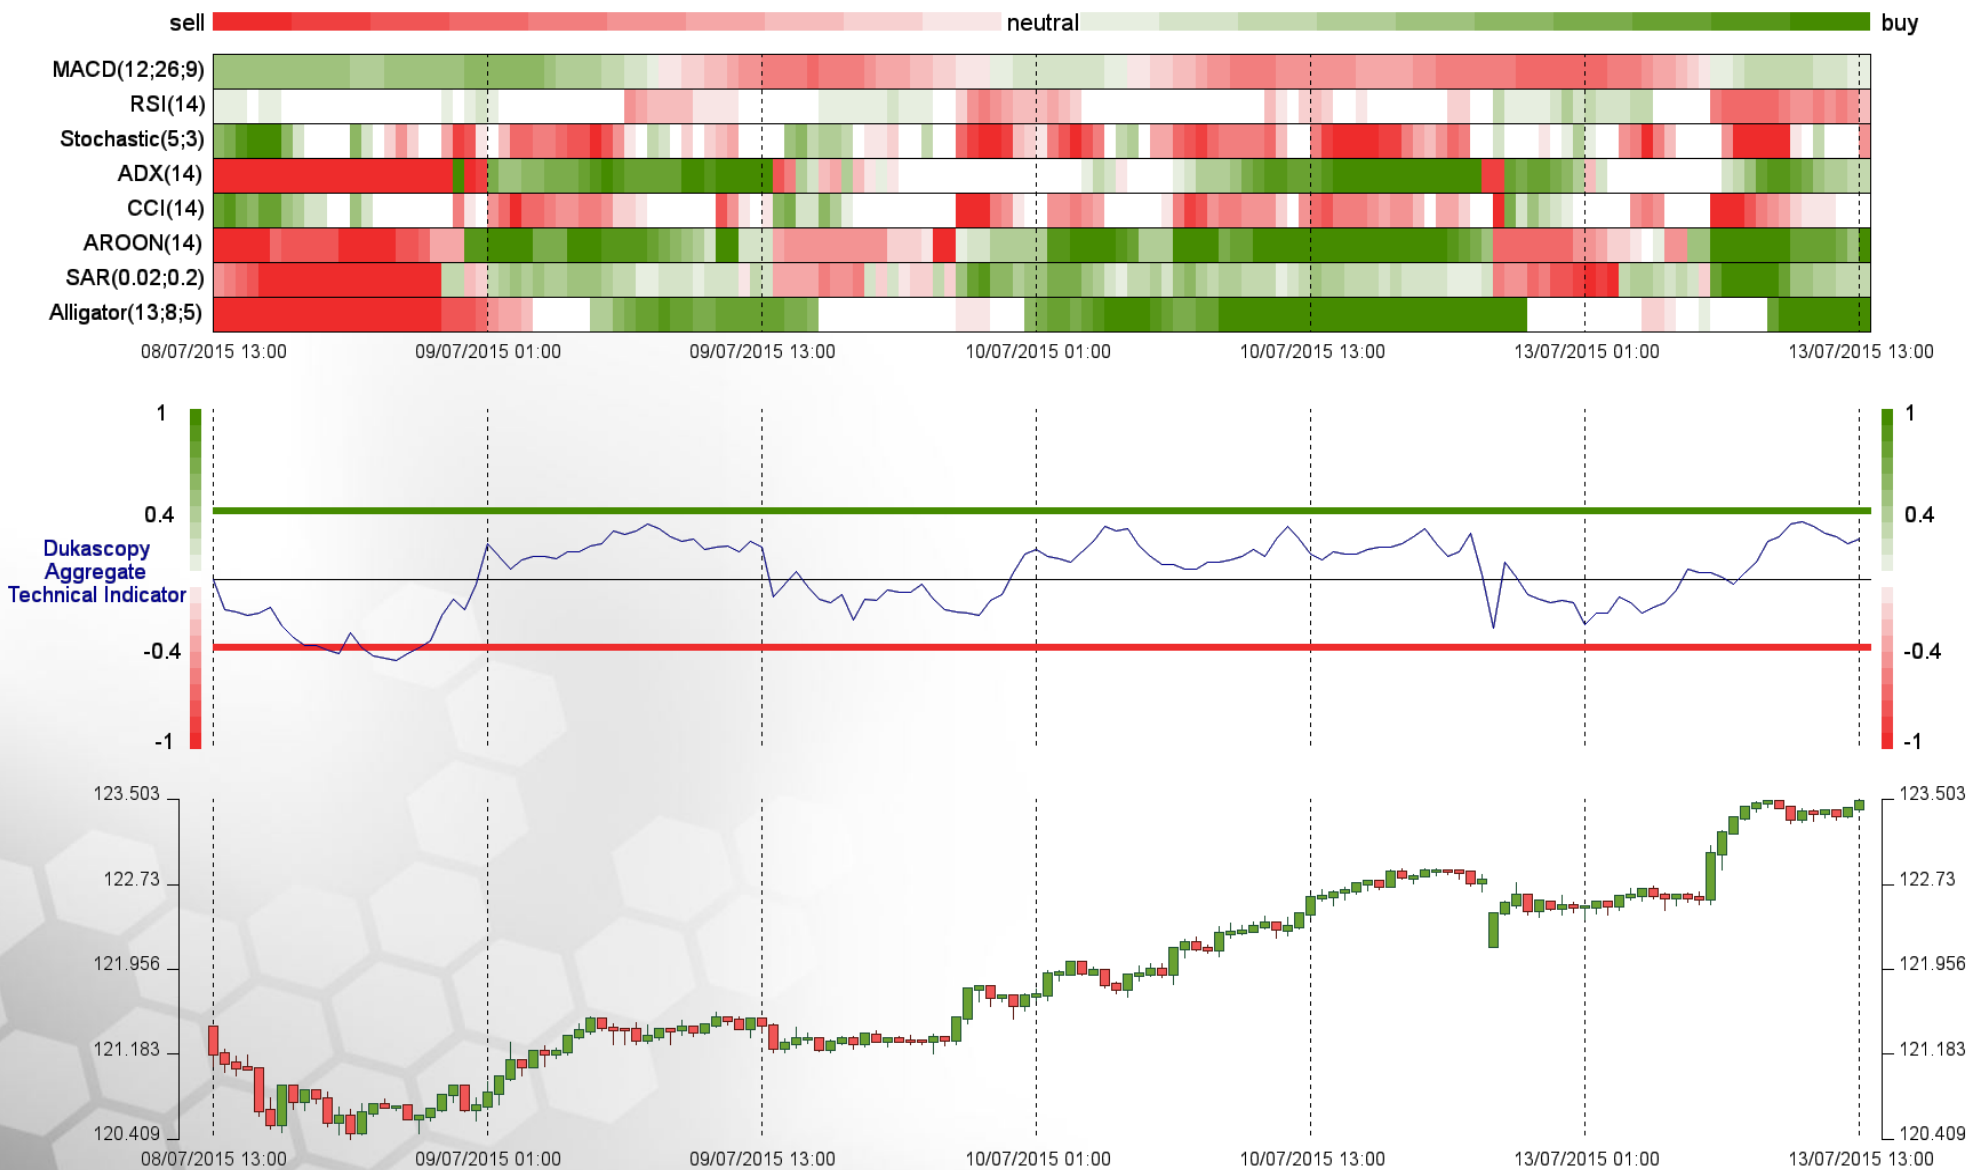 sell neutral buy
MACD(12;26;9)
RSI(14)
Stochastic(5;3)
ADX(14)
CCI(14)
AROON(14)
SAR(0.02;0.2)
Alligator(13;8;5)
08/07/2015 13:00 09/07/2015 01:00 09/07/2015 13:00 10/07/2015 01:00 10/07/2015 13:00 13/07/2015 01:00 13/07/2015 13:00
1 1
0.4 0.4
Dukascopy
Aggregate
Technical Indicator
-0.4 -0.4
-1 -1
123.503 123.503
122.73 122.73
121.956 121.956
121.183 121.183
120.409 120.409
08/07/2015 13:00 09/07/2015 01:00 09/07/2015 13:00 10/07/2015 01:00 10/07/2015 13:00 13/07/2015 01:00 13/07/2015 13:00